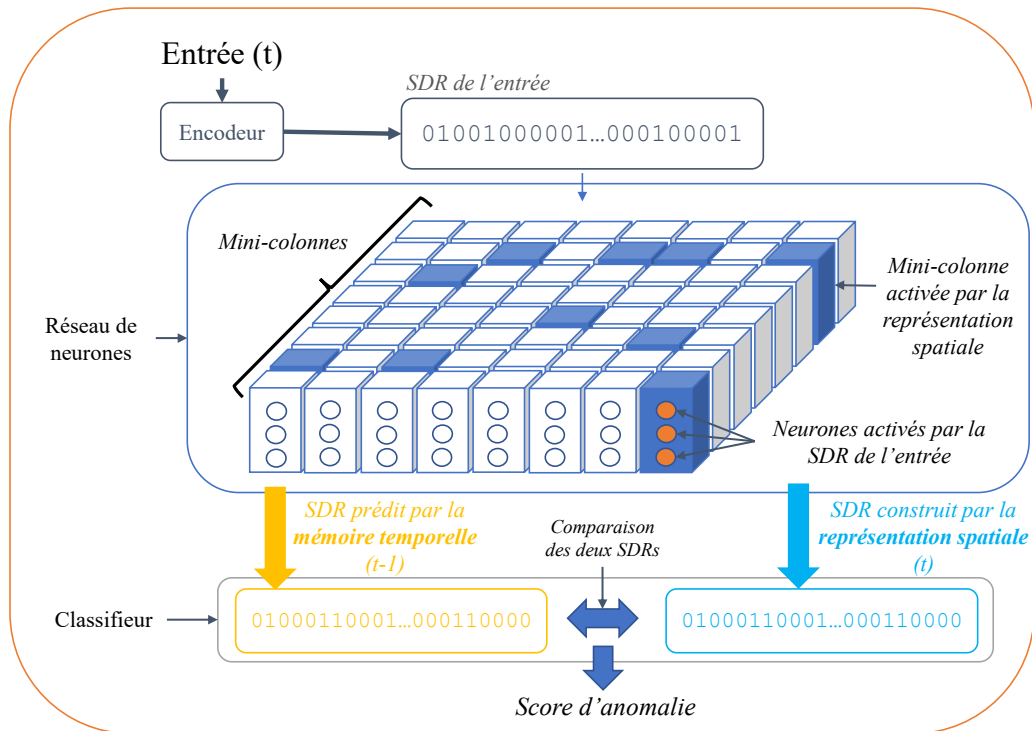 Entrée (t)
SDR de l'entrée
Encodeur
01001000001…000100001
Mini-colonnes
Mini-colonne
activée par la
représentation
spatiale
Réseau de
neurones
Neurones activés par la
SDR de l'entrée
SDR prédit par la
mémoire temporelle
(t-1)
Comparaison
des deux SDRs
SDR construit par la
représentation spatiale
(t)
Classifieur
01000110001…000110000
01000110001…000110000
Score d'anomalie